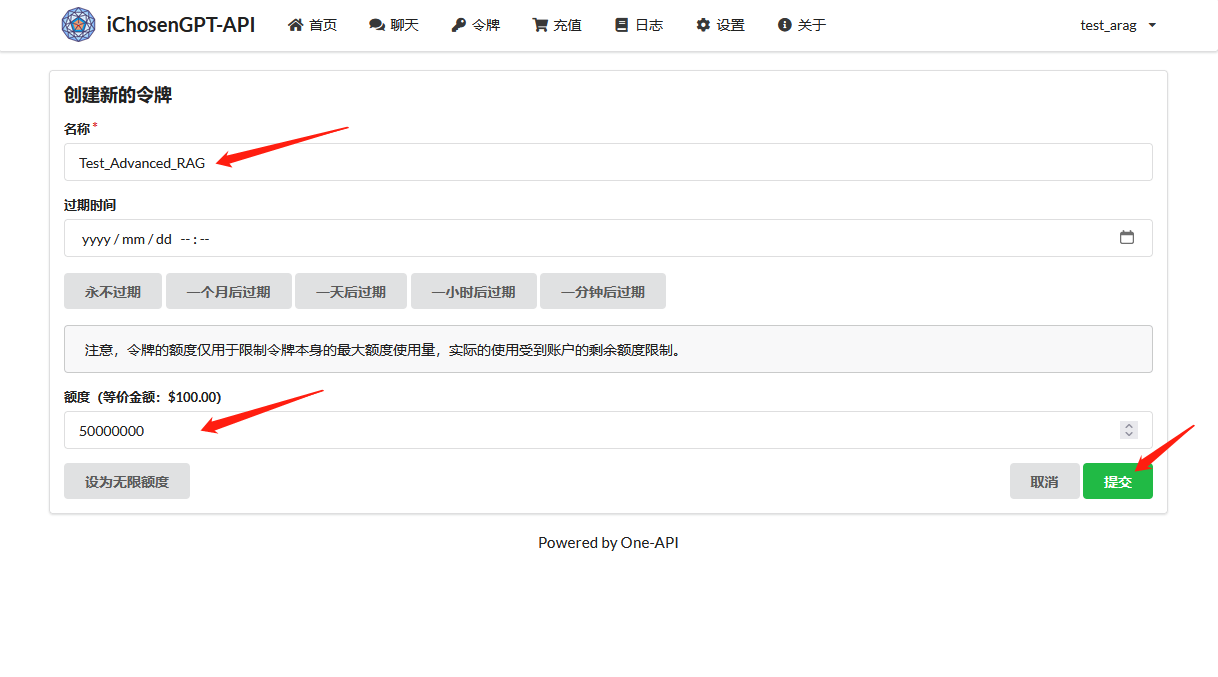 iChosenGPT-API 首页 聊天 令牌 充值 日志 设置 关于 test_arag
创建新的令牌
名称*
Test_Advanced_RAG
过期时间
yyyy / mm / dd -- : --
永不过期 一个月后过期 一天后过期 一小时后过期 一分钟后过期
注意，令牌的额度仅用于限制令牌本身的最大额度使用量，实际的使用受到账户的剩余额度限制。
额度（等价金额：$100.00）
50000000
设为无限额度 取消 提交
Powered by One-API